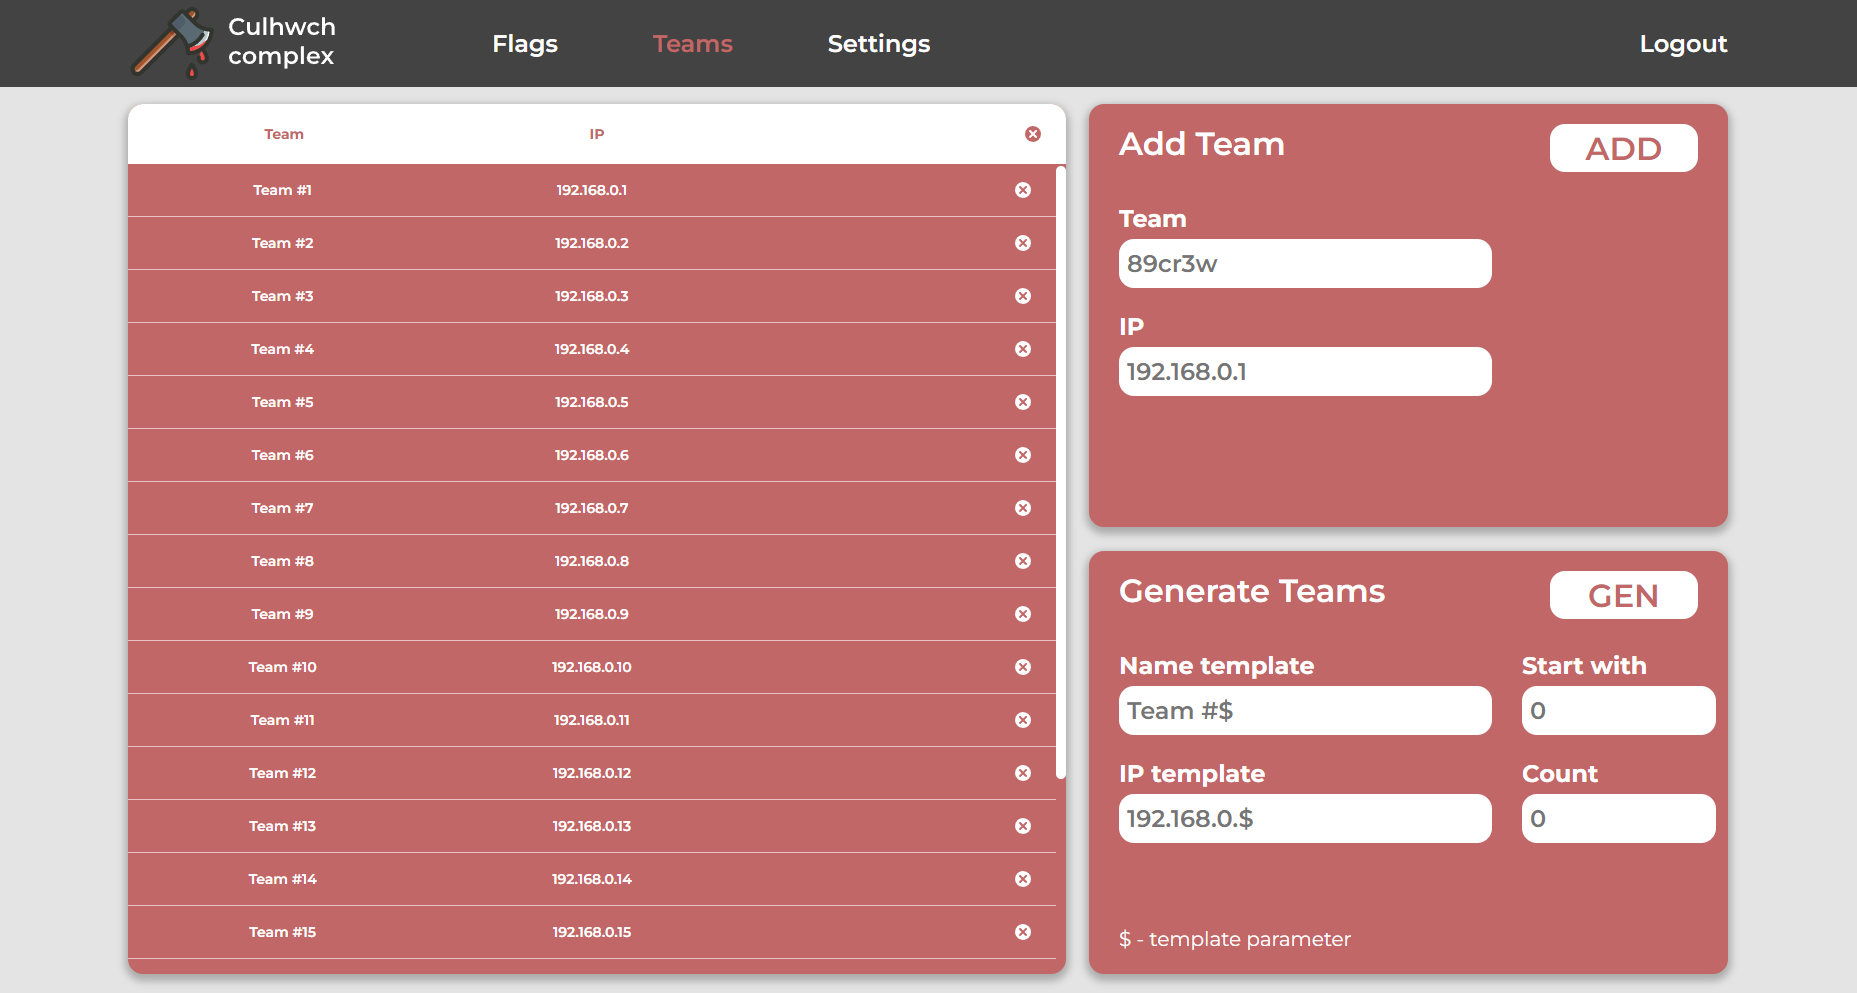 Culhwch
complex
Flags
Teams
Settings
Logout
Team IP
Team #1 192.168.0.1
Team #2 192.168.0.2
Team #3 192.168.0.3
Team #4 192.168.0.4
Team #5 192.168.0.5
Team #6 192.168.0.6
Team #7 192.168.0.7
Team #8 192.168.0.8
Team #9 192.168.0.9
Team #10 192.168.0.10
Team #11 192.168.0.11
Team #12 192.168.0.12
Team #13 192.168.0.13
Team #14 192.168.0.14
Team #15 192.168.0.15
Add Team
ADD
Team
89cr3w
IP
192.168.0.1
Generate Teams
GEN
Name template
Team #$
Start with
0
IP template
192.168.0.$
Count
0
$ - template parameter